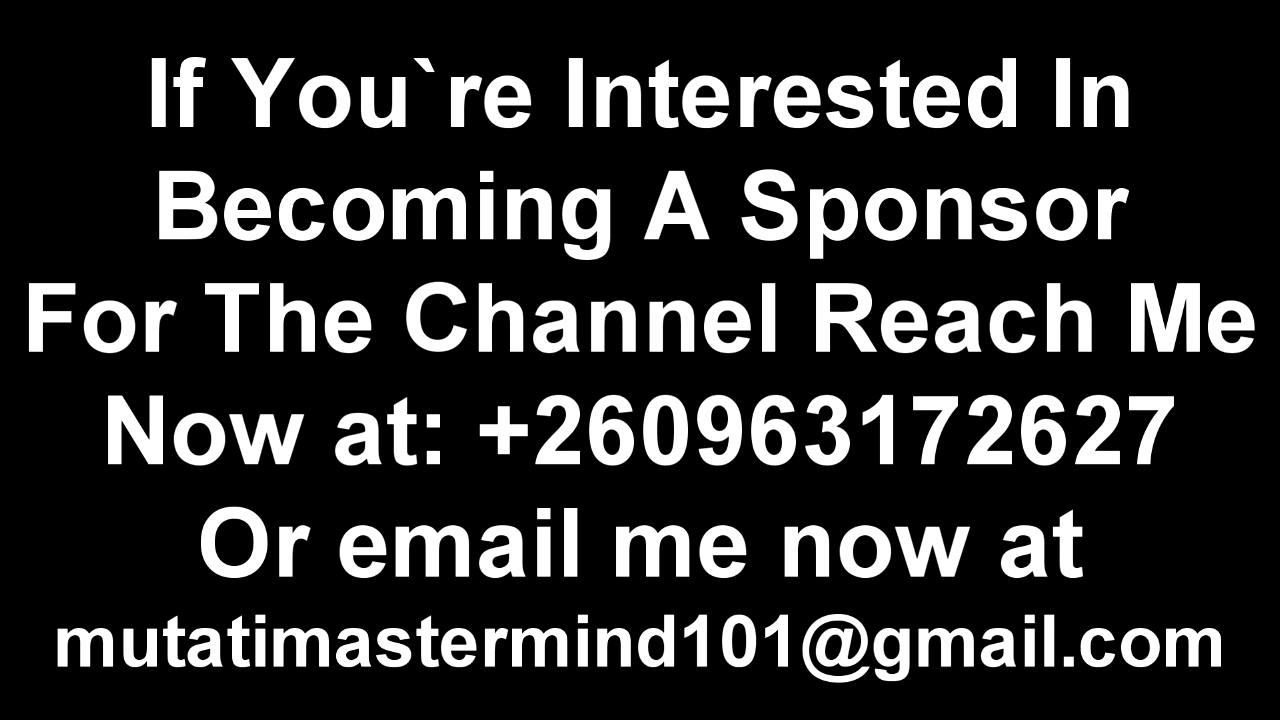 If You`re Interested In
Becoming A Sponsor
For The Channel Reach Me
Now at: +260963172627
Or email me now at
mutatimastermind101@gmail.com